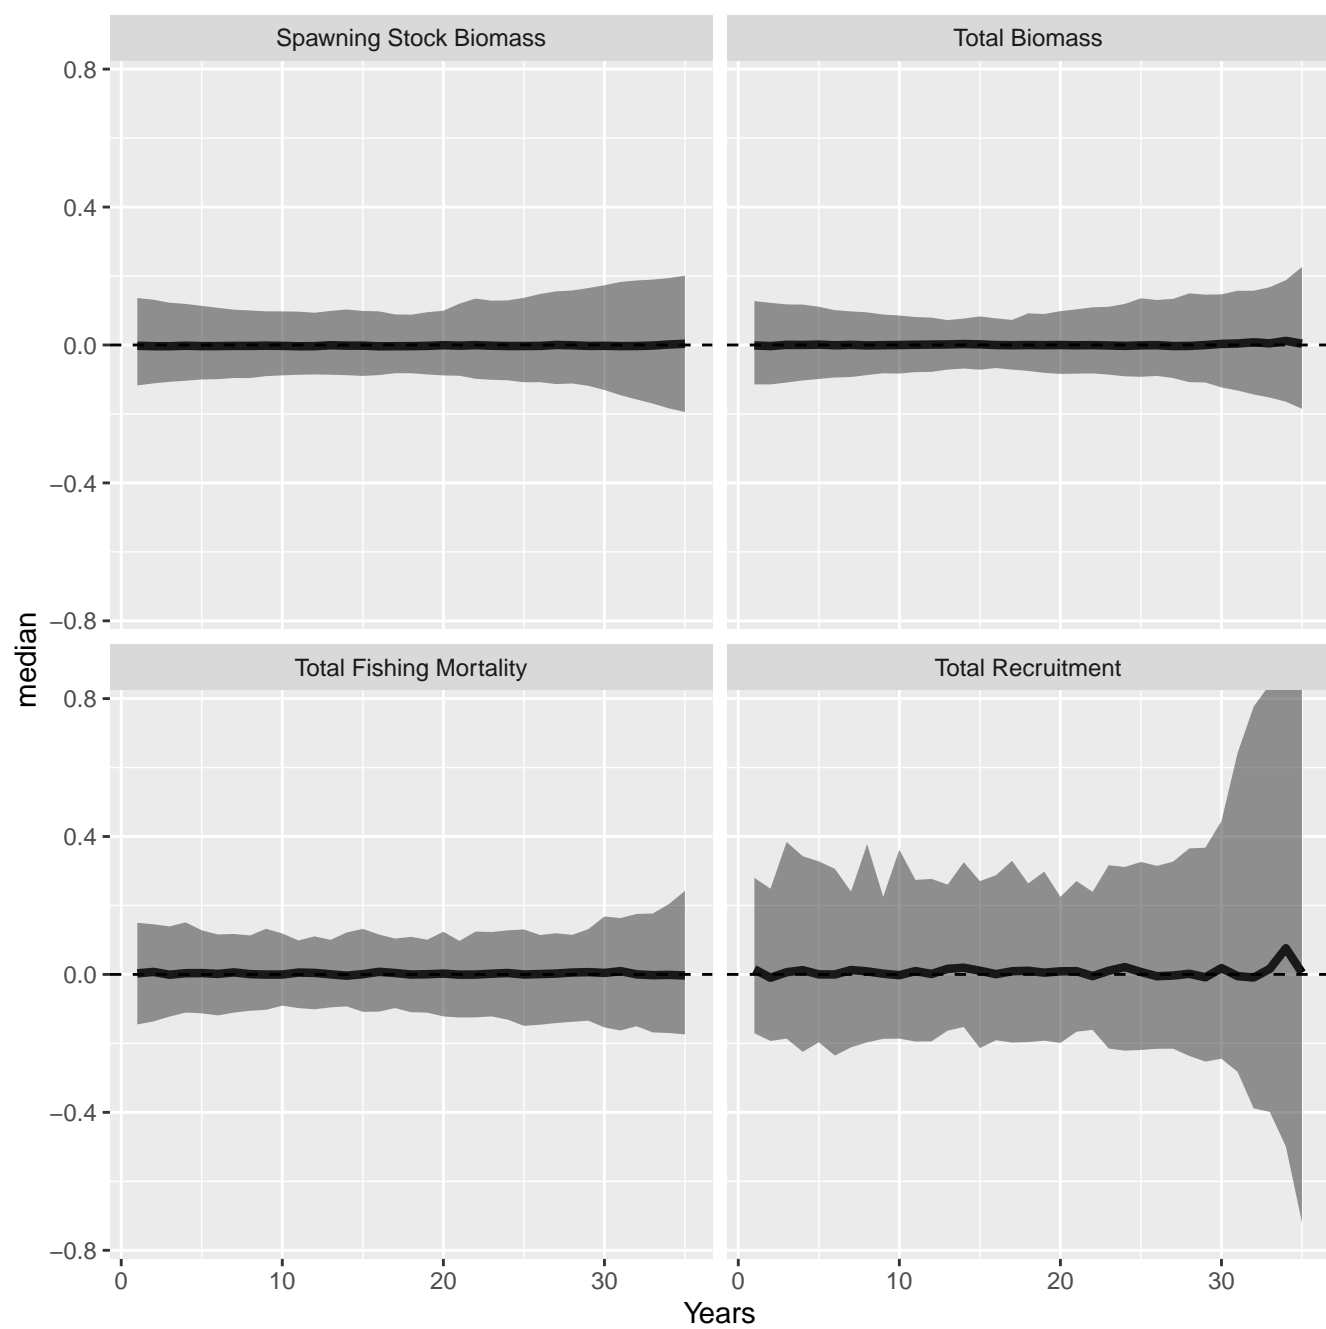 Spawning Stock Biomass
Total Biomass
0.8
0.4
0.0
−0.4
−0.8
Total Fishing Mortality
Total Recruitment
0.8
0.4
0.0
−0.4
−0.8
0 10 20 30
0 10 20 30
Years
median